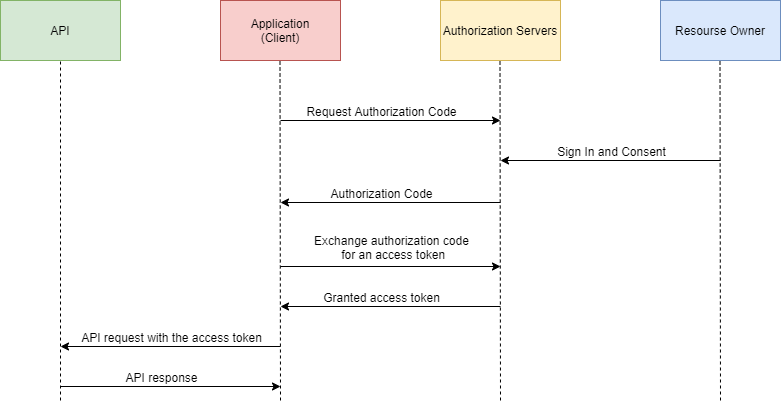 API
Application
(Client)
Authorization Servers
Resourse Owner
Request Authorization Code
Sign In and Consent
Authorization Code
Exchange authorization code
for an access token
Granted access token
API request with the access token
API response